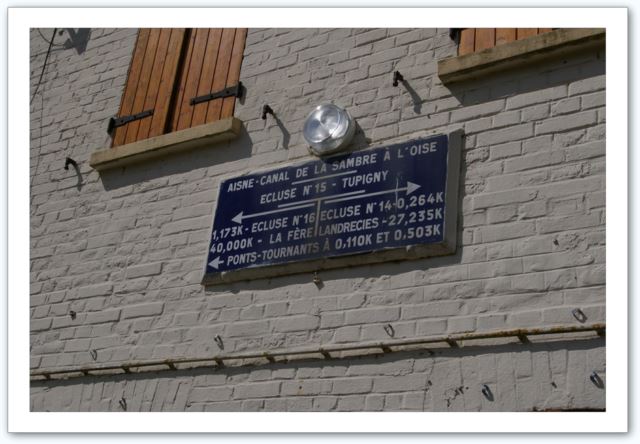 AISNE-CANAL DE LA SAMBRE À L'OISE
ECLUSE N°15 - TUPIGNY
1,173K - ECLUSE N°16 ECLUSE N°14-0,264K
40,000K - LA FÈRE LANDRECIES-27,235K
PONTS-TOURNANTS À 0,110K ET 0,503K